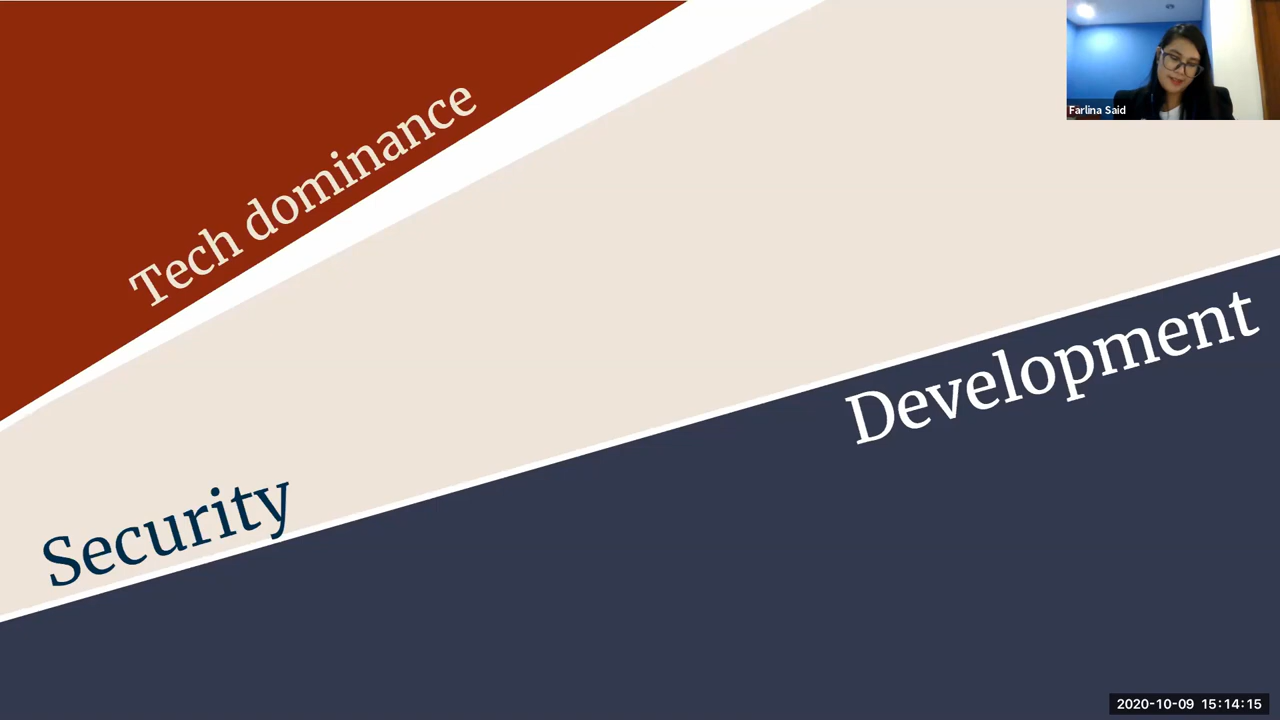 Farlina Said
Tech dominance
Development
Security
2020-10-09 15:14:15